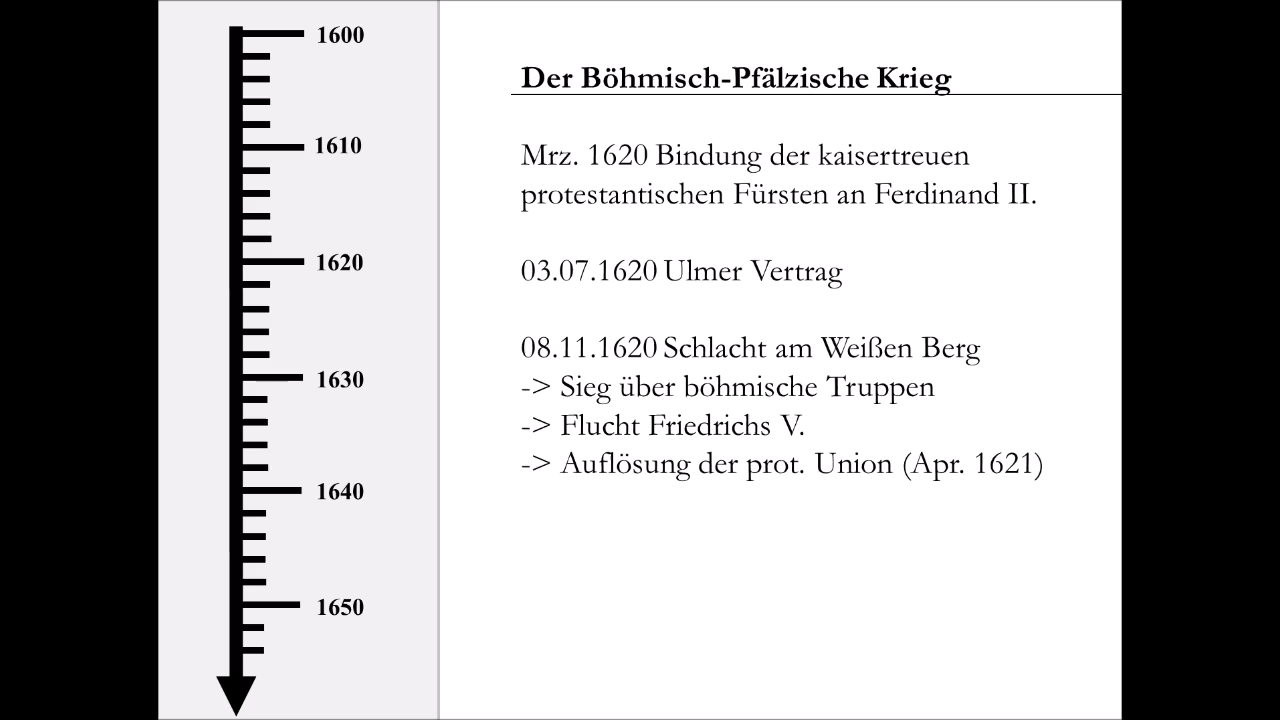 1600
1610
1620
1630
1640
1650
Der Böhmisch-Pfälzische Krieg
Mrz. 1620 Bindung der kaisertreuen
protestantischen Fürsten an Ferdinand II.
03.07.1620 Ulmer Vertrag
08.11.1620 Schlacht am Weißen Berg
-> Sieg über böhmische Truppen
-> Flucht Friedrichs V.
-> Auflösung der prot. Union (Apr. 1621)